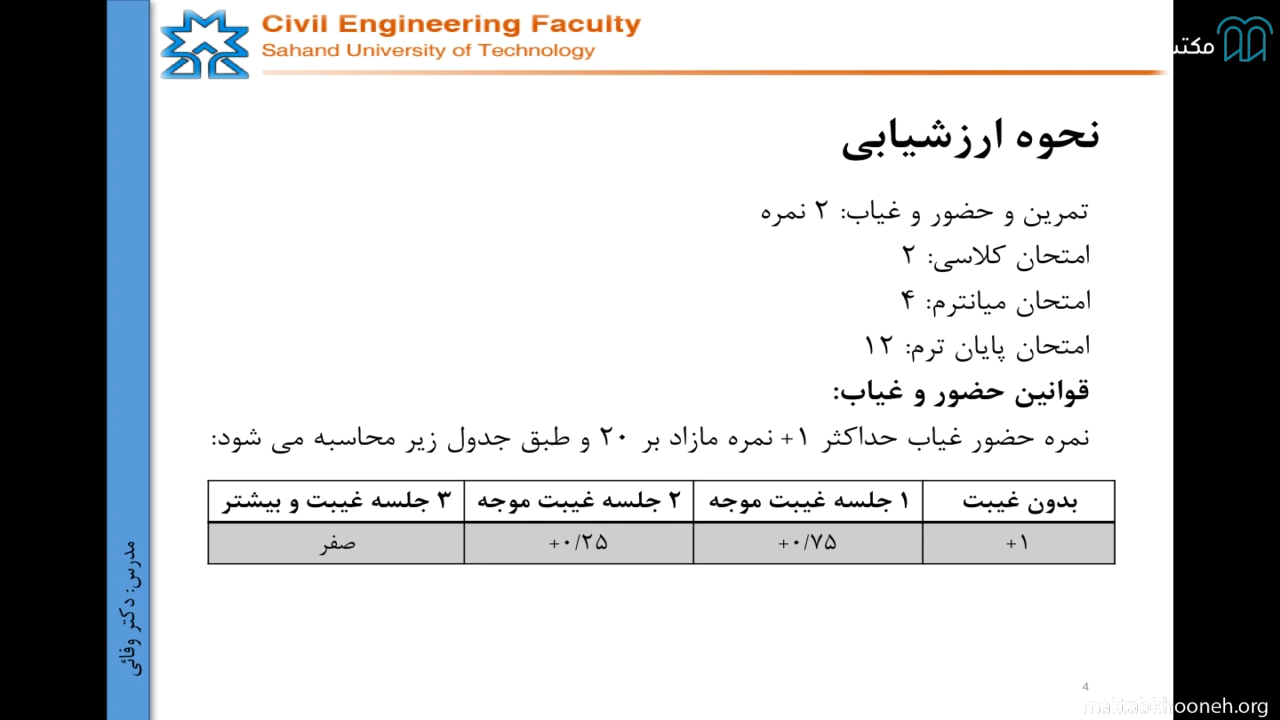 Civil Engineering Faculty
Sahand University of Technology
مکتب
نحوه ارزشیابی
تمرین و حضور و غیاب: ۲ نمره
امتحان کلاسی: ۲
امتحان میانترم: ۴
امتحان پایان ترم: ۱۲
قوانین حضور و غیاب:
نمره حضور غیاب حداکثر ۱+ نمره مازاد بر ۲۰ و طبق جدول زیر محاسبه می شود:
بدون غیبت ۱ جلسه غیبت موجه ۲ جلسه غیبت موجه ۳ جلسه غیبت و بیشتر
+۱ +۰/۷۵ +۰/۲۵ صفر
مدرس: دکتر وفائی
4
maktabkhooneh.org